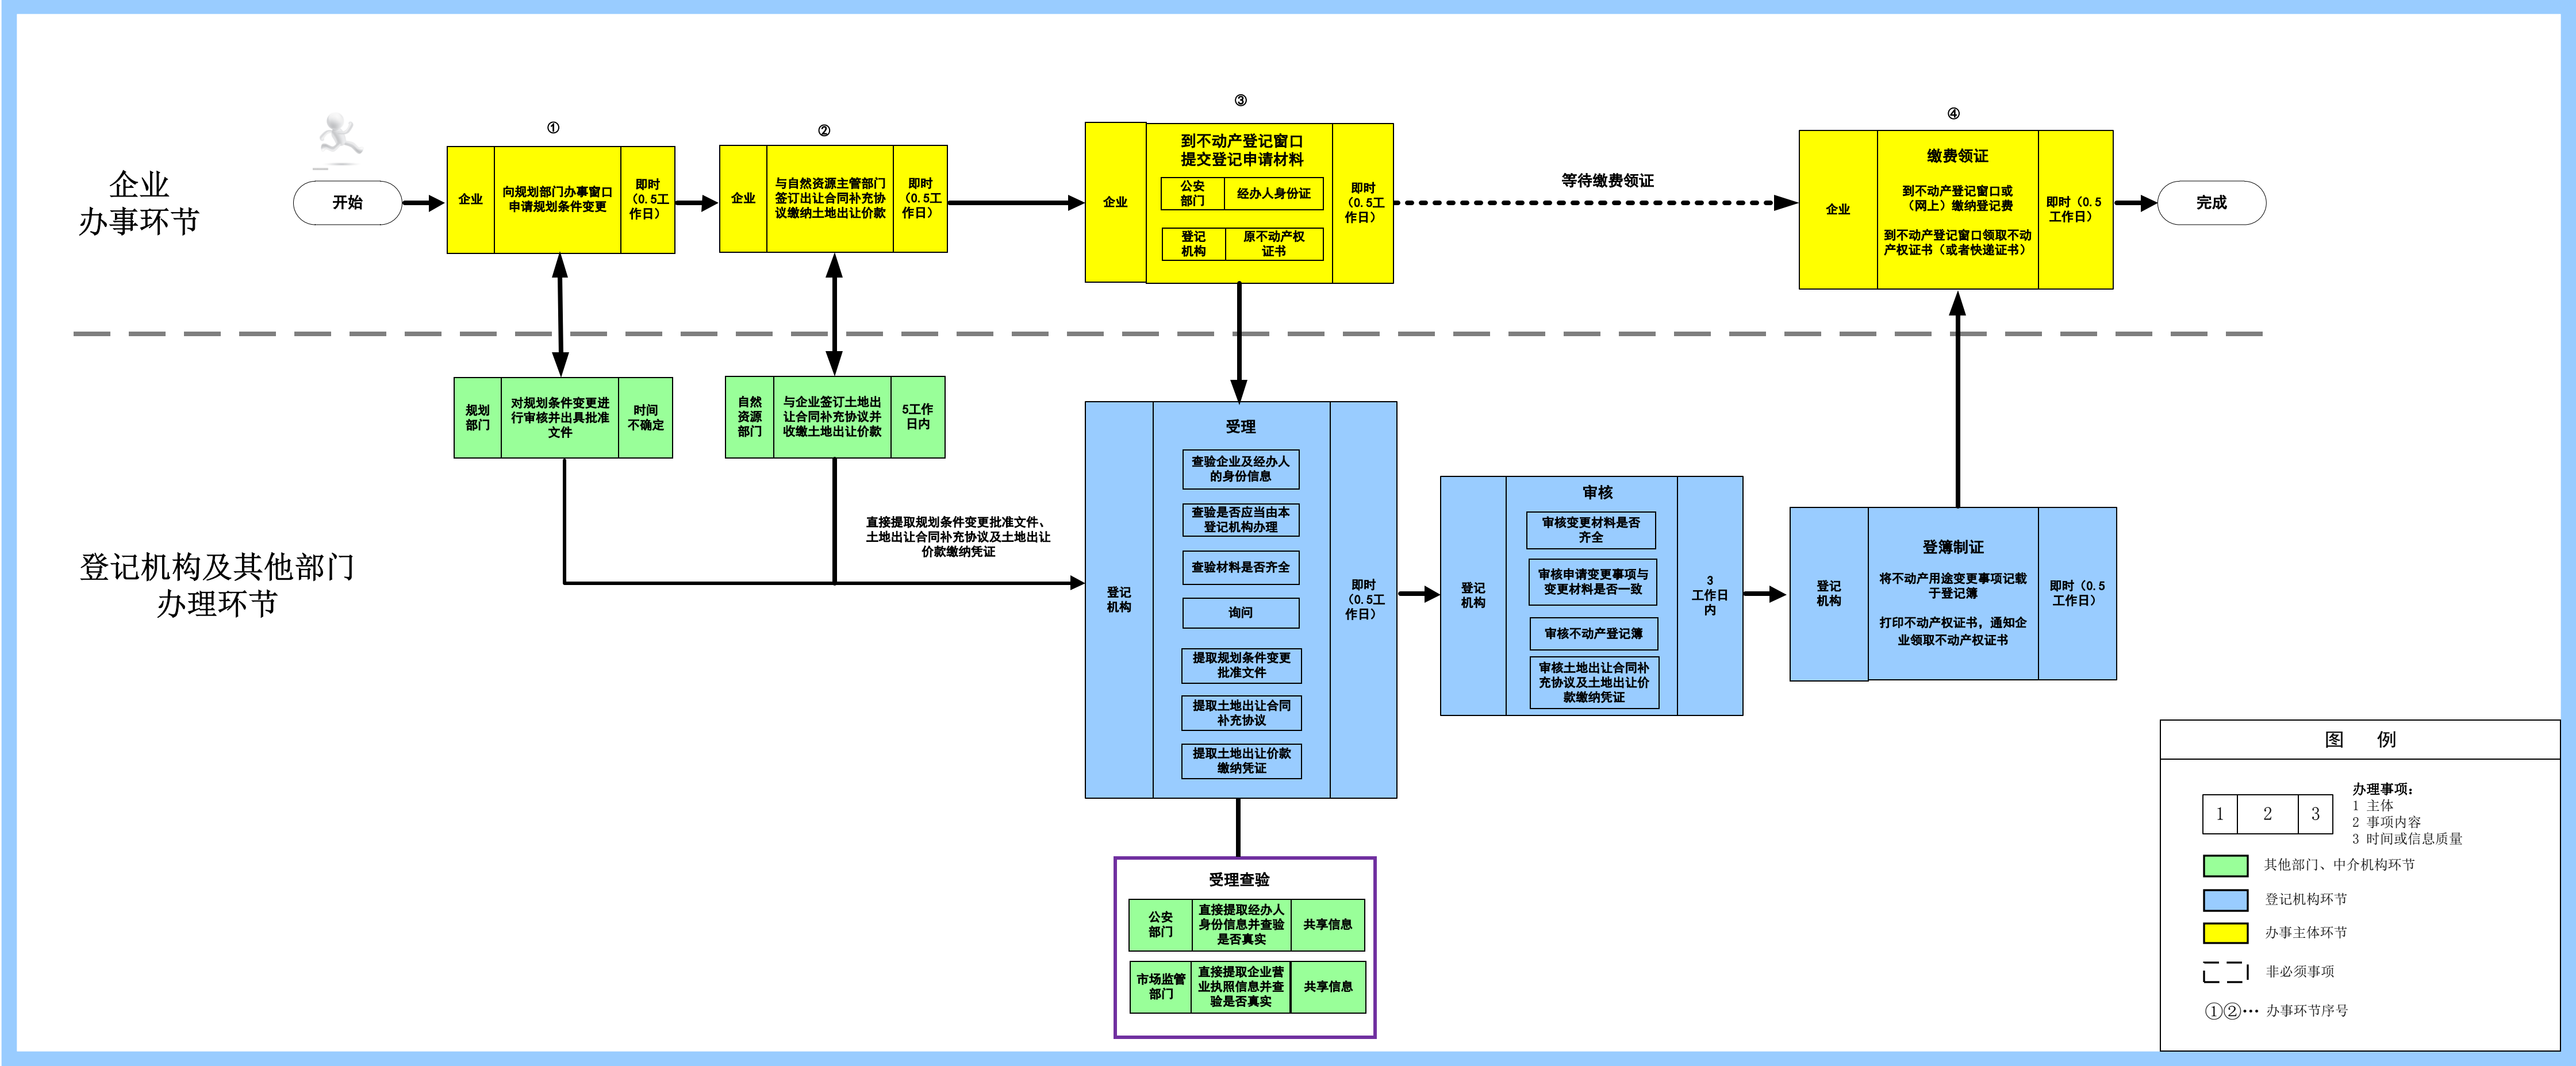 企业
办事环节
开始
①
企业
向规划部门办事窗口
申请规划条件变更
即时
（0.5工
作日）
②
企业
与自然资源主管部门
签订出让合同补充协
议缴纳土地出让价款
即时
（0.5工
作日）
③
企业
到不动产登记窗口
提交登记申请材料
公安
部门
经办人身份证
登记
机构
原不动产权
证书
即时
（0.5工
作日）
等待缴费领证
④
企业
缴费领证
到不动产登记窗口或
（网上）缴纳登记费
到不动产登记窗口领取不动
产权证书（或者快递证书）
即时（0.5
工作日）
完成
登记机构及其他部门
办理环节
规划
部门
对规划条件变更进
行审核并出具批准
文件
时间
不确定
自然
资源
部门
与企业签订土地出
让合同补充协议并
收缴土地出让价款
5工作
日内
直接提取规划条件变更批准文件、
土地出让合同补充协议及土地出让
价款缴纳凭证
登记
机构
受理
查验企业及经办人
的身份信息
查验是否应当由本
登记机构办理
查验材料是否齐全
询问
提取规划条件变更
批准文件
提取土地出让合同
补充协议
提取土地出让价款
缴纳凭证
即时
（0.5工
作日）
登记
机构
审核
审核变更材料是否
齐全
审核申请变更事项与
变更材料是否一致
审核不动产登记簿
审核土地出让合同补
充协议及土地出让价
款缴纳凭证
3
工作日
内
登记
机构
登簿制证
将不动产用途变更事项记载
于登记簿
打印不动产权证书，通知企
业领取不动产权证书
即时（0.5
工作日）
受理查验
公安
部门
直接提取经办人
身份信息并查验
是否真实
共享信息
市场监管
部门
直接提取企业营
业执照信息并查
验是否真实
共享信息
图 例
1 2 3
办理事项：
1 主体
2 事项内容
3 时间或信息质量
其他部门、中介机构环节
登记机构环节
办事主体环节
非必须事项
①②… 办事环节序号